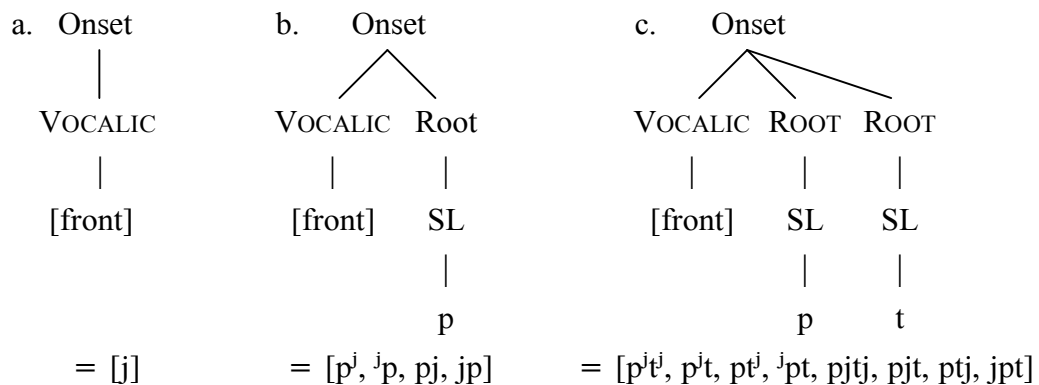 a. Onset b. Onset c. Onset
VOCALIC VOCALIC Root VOCALIC ROOT ROOT
[front] [front] SL [front] SL SL
p p t
= [j] = [pʲ, ʲp, pj, jp] = [pʲtʲ, pʲt, ptʲ, ʲpt, pjtj, pjt, ptj, jpt]